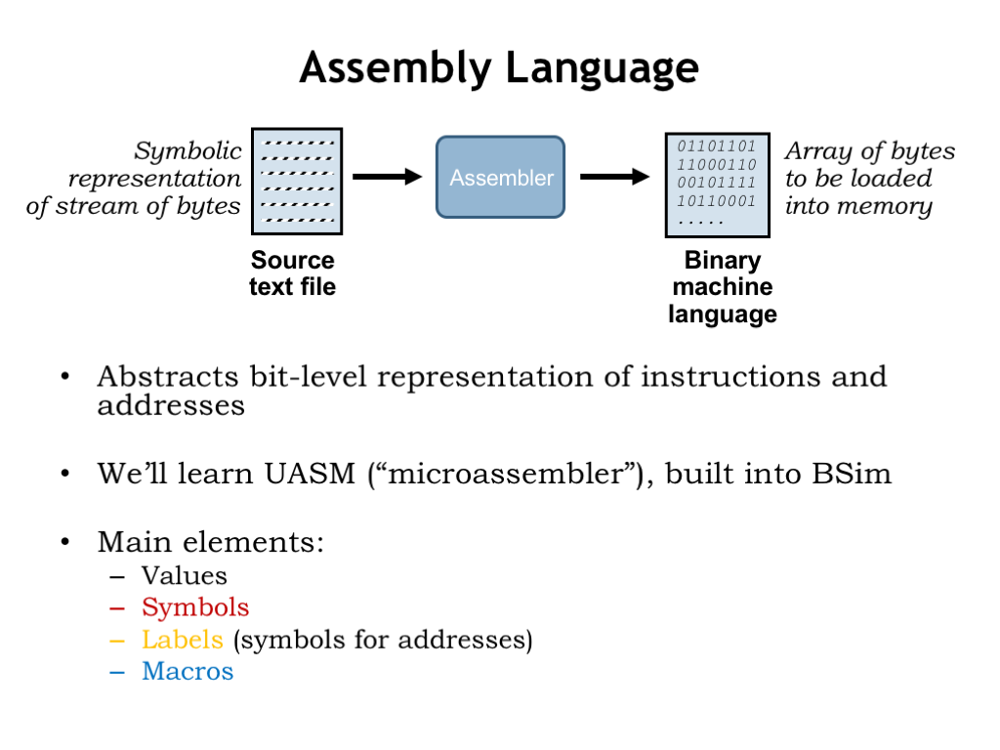 Assembly Language
Symbolic
representation
of stream of bytes
Source
text file
Assembler
01101101
11000110
00101111
10110001
.....
Binary
machine
language
Array of bytes
to be loaded
into memory
• Abstracts bit-level representation of instructions and
addresses
• We’ll learn UASM (“microassembler”), built into BSim
• Main elements:
– Values
– Symbols
– Labels (symbols for addresses)
– Macros